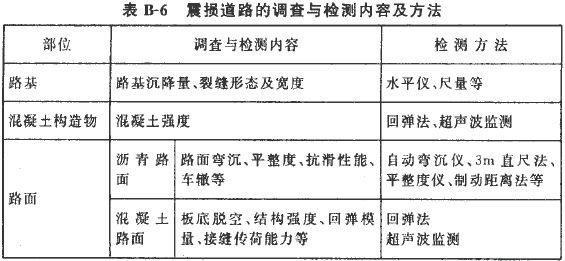 表 B-6 震损道路的调查与检测内容及方法
部位 调查与检测内容 检测方法
路基 路基沉降量、裂缝形态及宽度 水平仪、尺量等
混凝土构造物 混凝土强度 回弹法、超声波监测
路面 沥青路面 路面弯沉、平整度、抗滑性能、车辙等 自动弯沉仪、3m直尺法、平整度仪、制动距离法等
混凝土路面 板底脱空、结构强度、回弹模量、接缝传荷能力等 回弹法
超声波监测